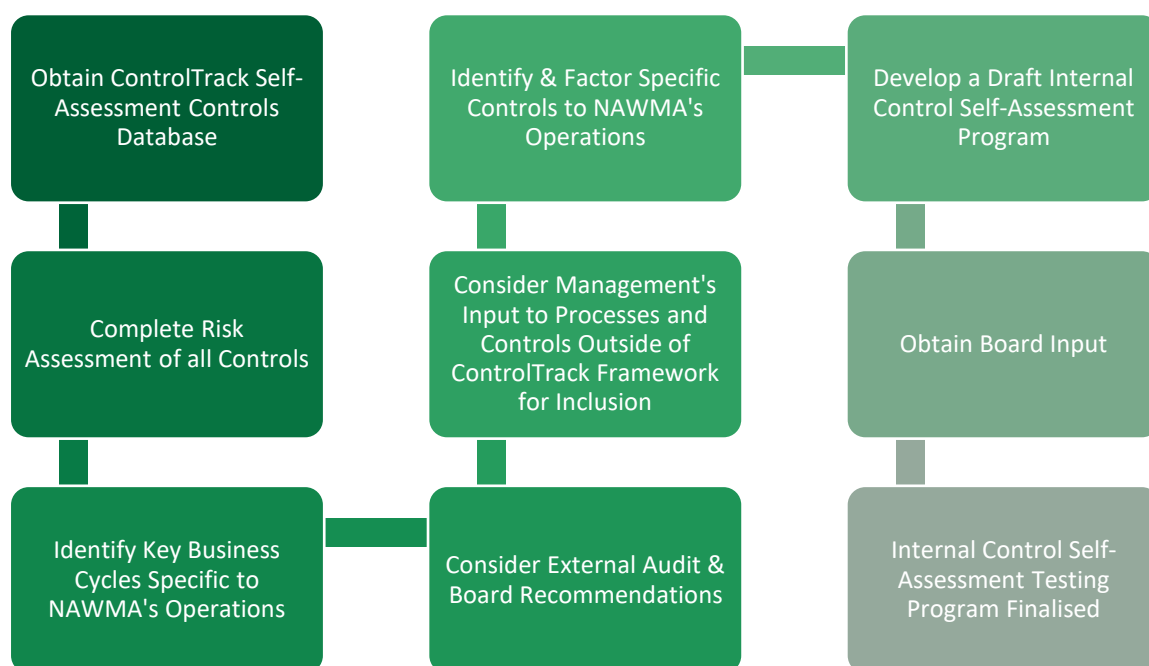 Obtain ControlTrack Self-
Assessment Controls
Database
Complete Risk
Assessment of all Controls
Identify Key Business
Cycles Specific to
NAWMA's Operations
Consider External Audit &
Board Recommendations
Consider Management's
Input to Processes and
Controls Outside of
ControlTrack Framework
for Inclusion
Identify & Factor Specific
Controls to NAWMA's
Operations
Develop a Draft Internal
Control Self-Assessment
Program
Obtain Board Input
Internal Control Self-
Assessment Testing
Program Finalised